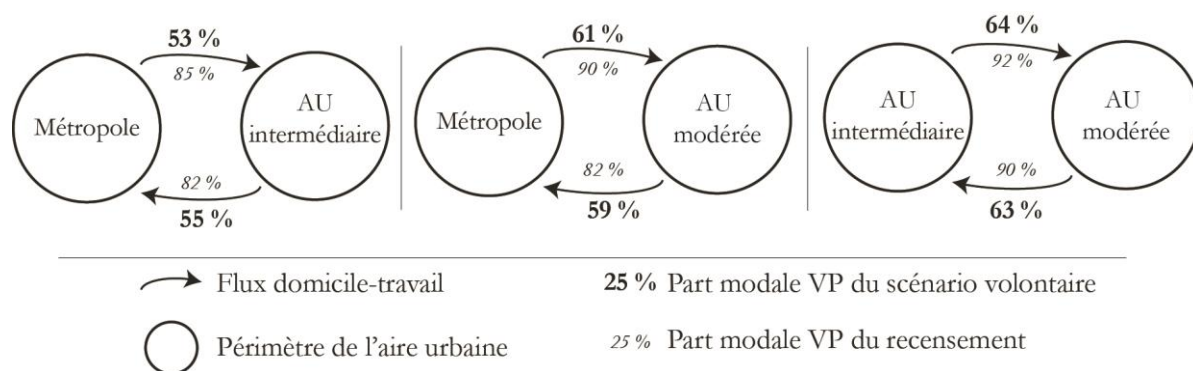 53 %
85 %
Métropole
AU
intermédiaire
82 %
55 %
61 %
90 %
Métropole
AU
modérée
82 %
59 %
64 %
92 %
AU
intermédiaire
AU
modérée
90 %
63 %
Flux domicile-travail
25 % Part modale VP du scénario volontaire
Périmètre de l'aire urbaine
25 % Part modale VP du recensement